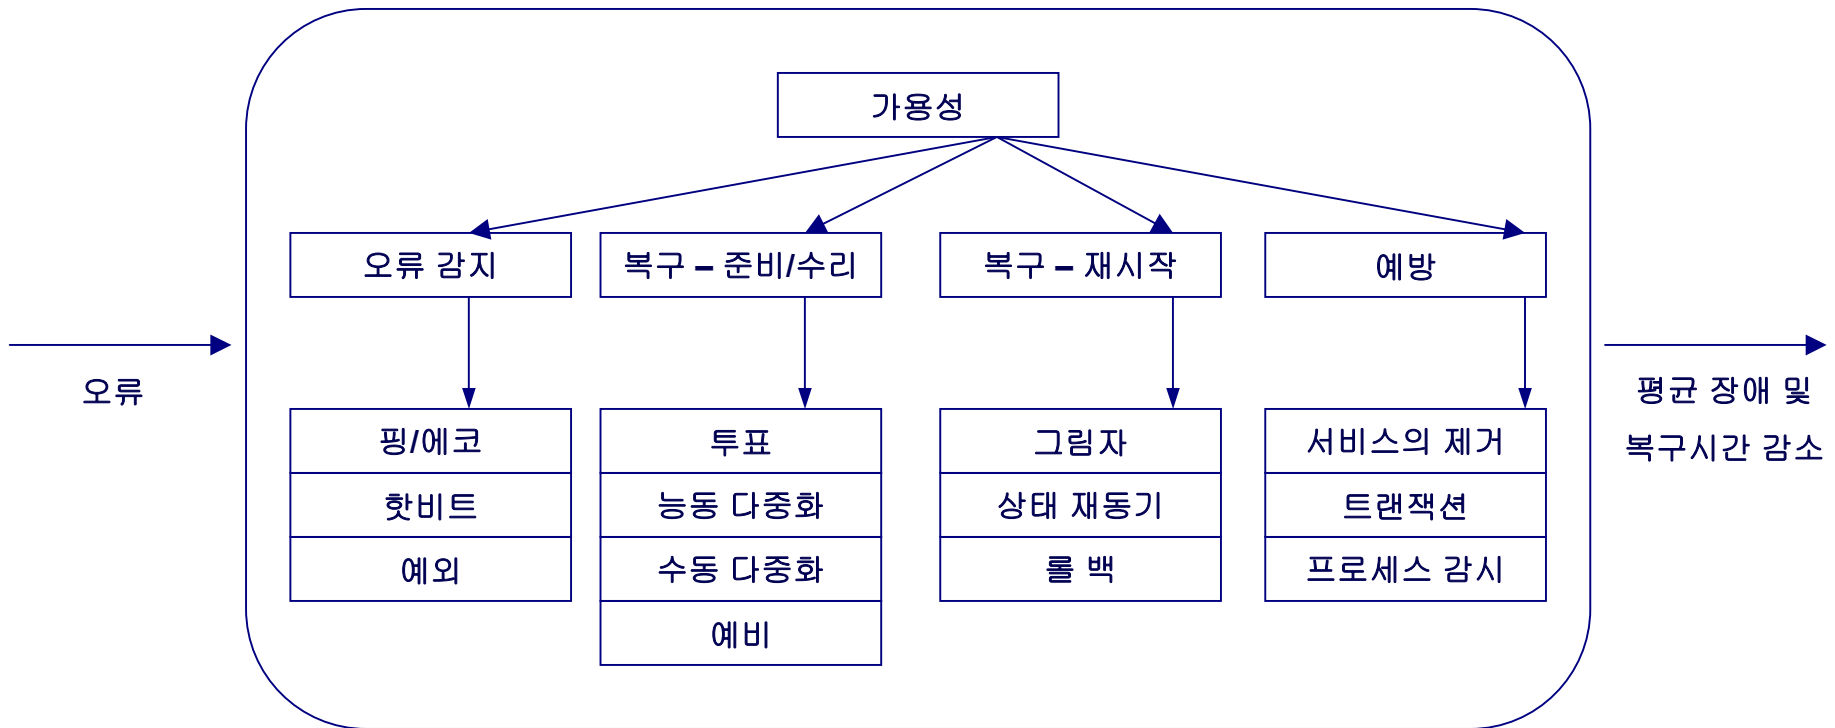 가용성
오류 감지
복구 – 준비/수리
복구 – 재시작
예방
오류
평균 장애 및
복구시간 감소
핑/에코
핫비트
예외
투표
능동 다중화
수동 다중화
예비
그림자
상태 재동기
롤 백
서비스의 제거
트랜잭션
프로세스 감시